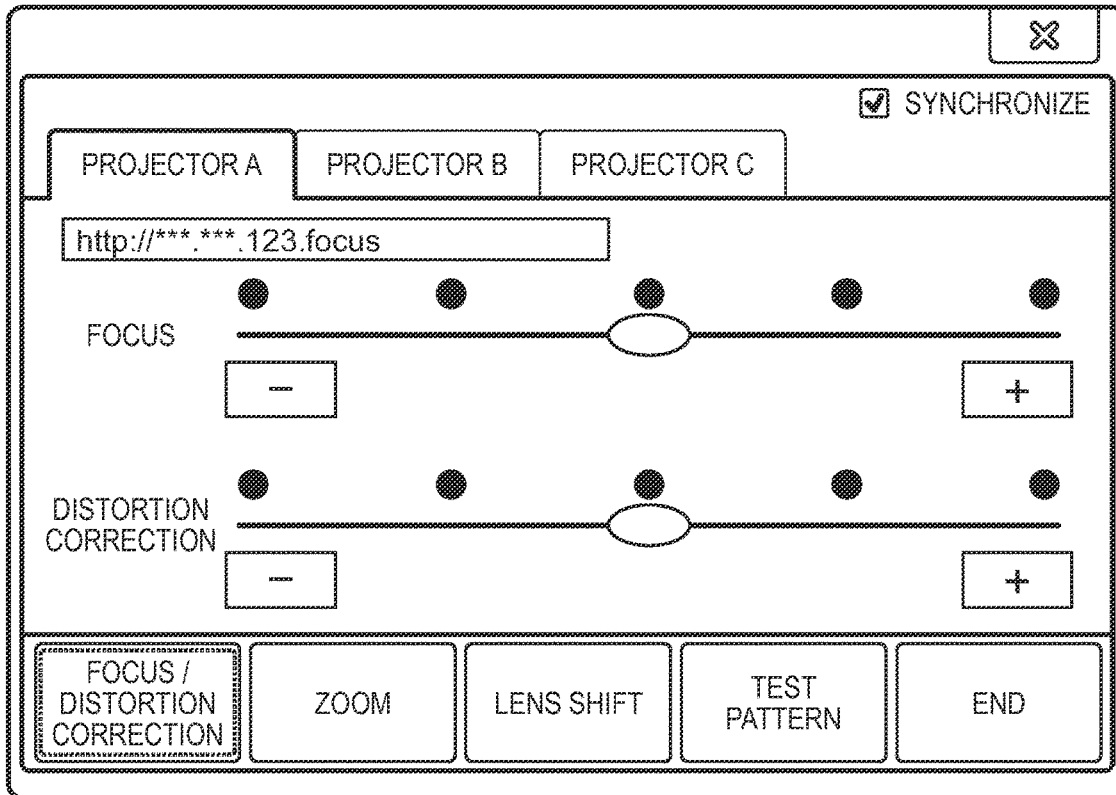 SYNCHRONIZE
PROJECTOR A
PROJECTOR B
PROJECTOR C
http://***.***.123.focus
FOCUS
−
+
DISTORTION
CORRECTION
−
+
FOCUS /
DISTORTION
CORRECTION
ZOOM
LENS SHIFT
TEST
PATTERN
END